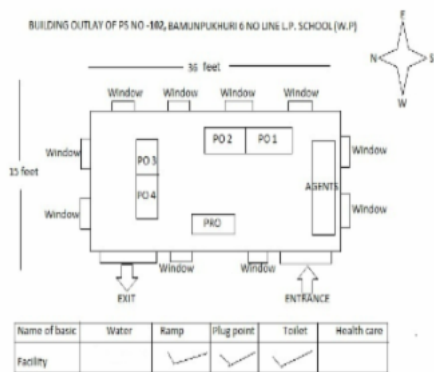 BUILDING OUTLAY OF PS NO -102, BAMUNPUKHURI 6 NO LINE L.P. SCHOOL (W.P)
E
N S
W
36 feet
Window Window Window Window
15 feet
Window PO 3 PO 2 PO 1 Window
AGENTS
Window PO 4 PRO Window
Window Window
EXIT ENTRANCE
Name of basic Water Ramp Plug point Toilet Health care
Facility